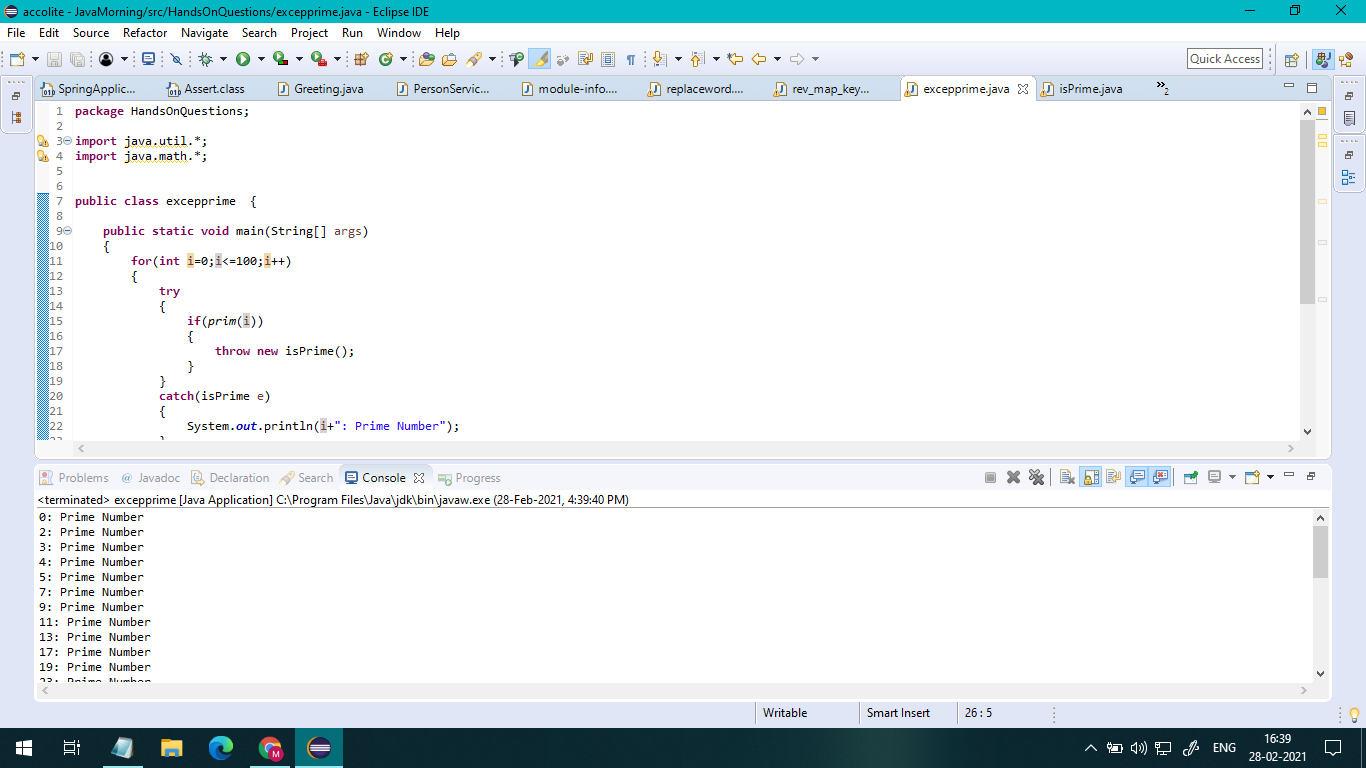 accolite - JavaMorning/src/HandsOnQuestions/excepprime.java - Eclipse IDE
File Edit Source Refactor Navigate Search Project Run Window Help
Quick Access
SpringApplic... Assert.class Greeting.java PersonServic... module-info.... replaceword.... rev_map_key... excepprime.java isPrime.java »2
1 package HandsOnQuestions;
2
3 import java.util.*;
4 import java.math.*;
5
6
7 public class excepprime {
8
9 public static void main(String[] args)
10 {
11 for(int i=0;i<=100;i++)
12 {
13 try
14 {
15 if(prim(i))
16 {
17 throw new isPrime();
18 }
19 }
20 catch(isPrime e)
21 {
22 System.out.println(i+": Prime Number");
23 }
Problems Javadoc Declaration Search Console Progress
<terminated> excepprime [Java Application] C:\Program Files\Java\jdk\bin\javaw.exe (28-Feb-2021, 4:39:40 PM)
0: Prime Number
2: Prime Number
3: Prime Number
4: Prime Number
5: Prime Number
7: Prime Number
9: Prime Number
11: Prime Number
13: Prime Number
17: Prime Number
19: Prime Number
23: Prime Number
Writable Smart Insert 26 : 5
ENG
16:39
28-02-2021